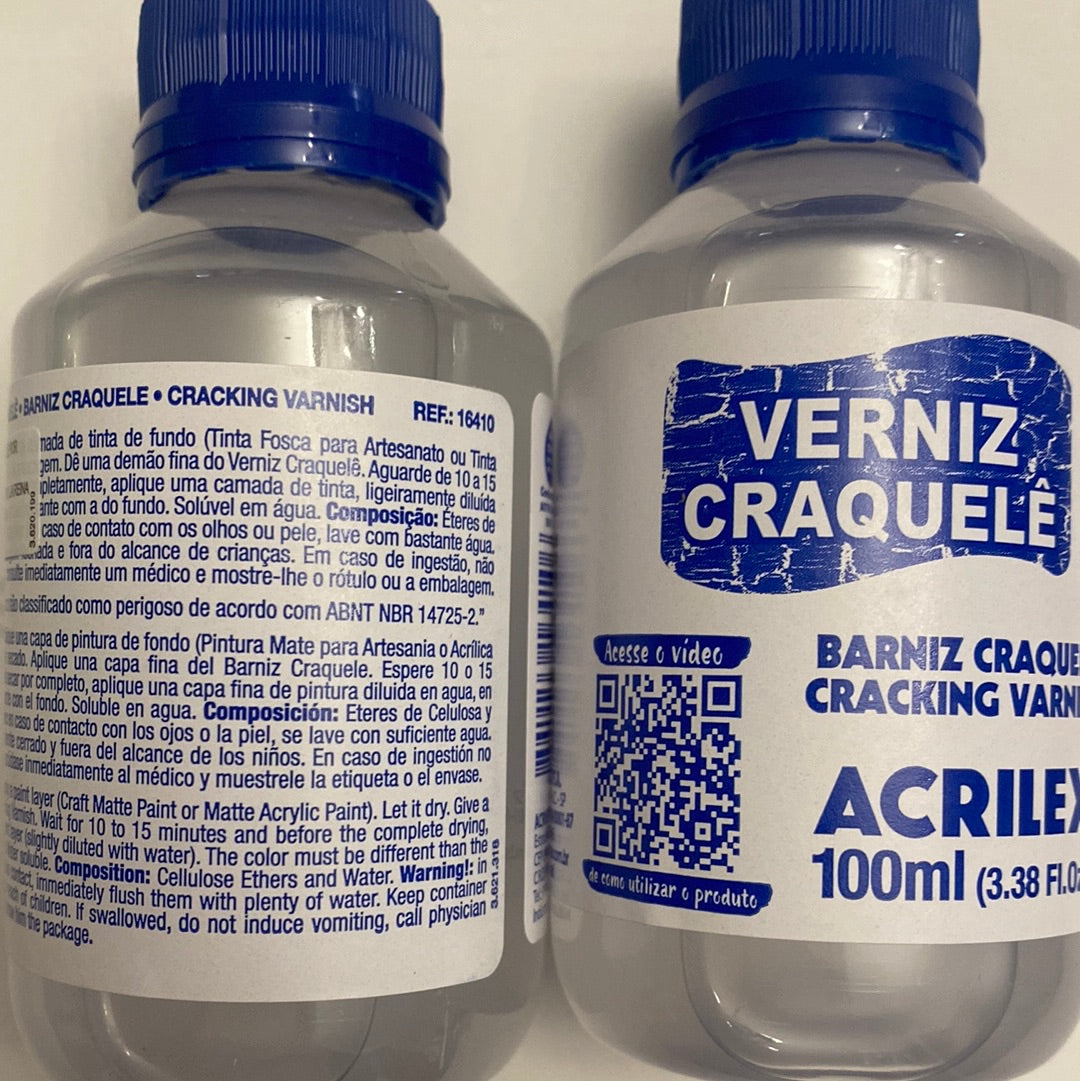 BARNIZ CRAQUELE • CRACKING VARNISH REF.: 16410
de tinta de fundo (Tinta Fosca para Artesanato ou Tinta
Dê uma demão fina do Verniz Craquelê. Aguarde de 10 a 15
aplique uma camada de tinta, ligeiramente diluída
com a do fundo. Solúvel em água. Composição: Éteres de
caso de contato com os olhos ou pele, lave com bastante água.
e fora do alcance de crianças. Em caso de ingestão, não
imediatamente um médico e mostre-lhe o rótulo ou a embalagem.
classificado como perigoso de acordo com ABNT NBR 14725-2."
una capa de pintura de fondo (Pintura Mate para Artesania o Acrílica
Aplique una capa fina del Barniz Craquele. Espere 10 o 15
por completo, aplique una capa fina de pintura diluida en agua, en
con el fondo. Soluble en agua. Composición: Eteres de Celulosa y
caso de contacto con los ojos o la piel, se lave con suficiente agua.
cerrado y fuera del alcance de los niños. En caso de ingestión no
inmediatamente al médico y muestrele la etiqueta o el envase.
paint layer (Craft Matte Paint or Matte Acrylic Paint). Let it dry. Give a
Wait for 10 to 15 minutes and before the complete drying,
(slightly diluted with water). The color must be different than the
soluble. Composition: Cellulose Ethers and Water. Warning!: in
immediately flush them with plenty of water. Keep container
of children. If swallowed, do not induce vomiting, call physician
the package.
3.620.199
3.621.318
VERNIZ
CRAQUELÊ
Acesse o vídeo
de como utilizar o produto
BARNIZ CRAQUE
CRACKING VARNI
ACRILEX
100ml (3.38 Fl.Oz